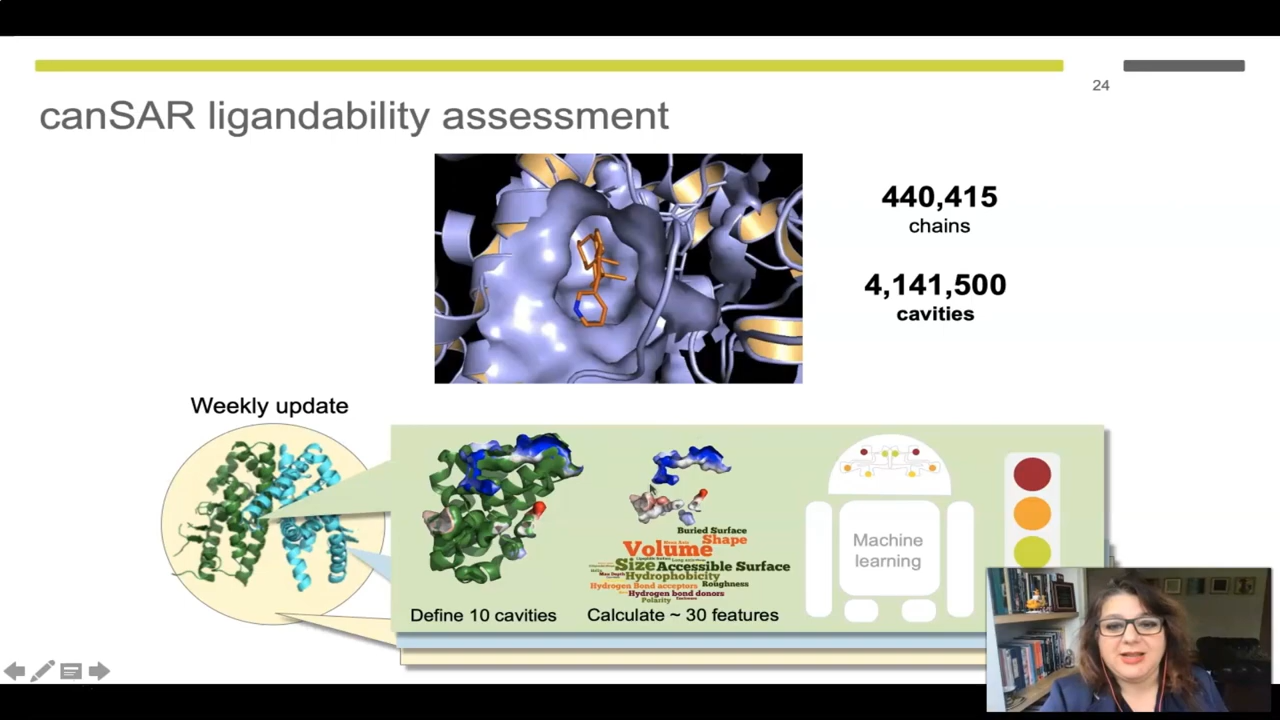 24
canSAR ligandability assessment
440,415
chains
4,141,500
cavities
Weekly update
Buried Surface
Shape
Volume
Size Accessible Surface
Hydrophobicity
Roughness
Hydrogen Bond acceptors
Hydrogen bond donors
Polarity
Machine
learning
Define 10 cavities
Calculate ~ 30 features